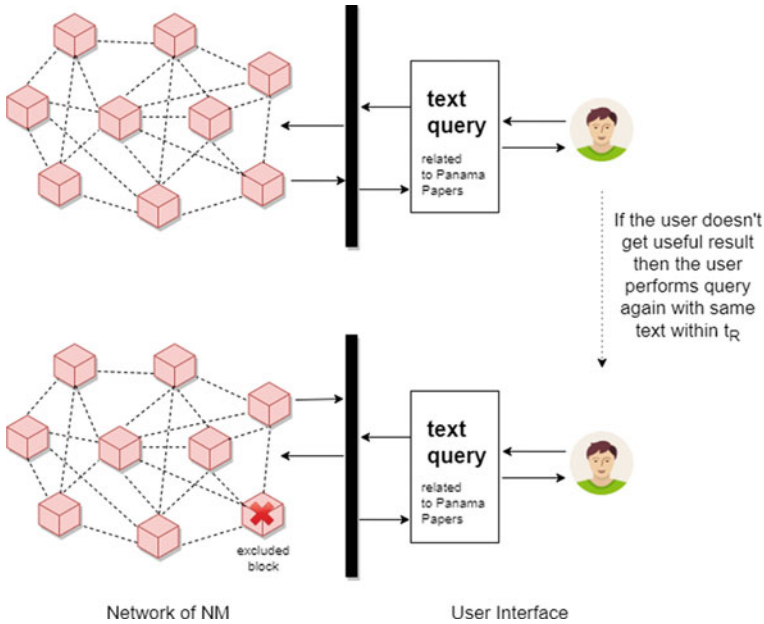 text
query
related
to Panama
Papers
If the user doesn't
get useful result
then the user
performs query
again with same
text within tR
text
query
related
to Panama
Papers
excluded
block
Network of NM
User Interface